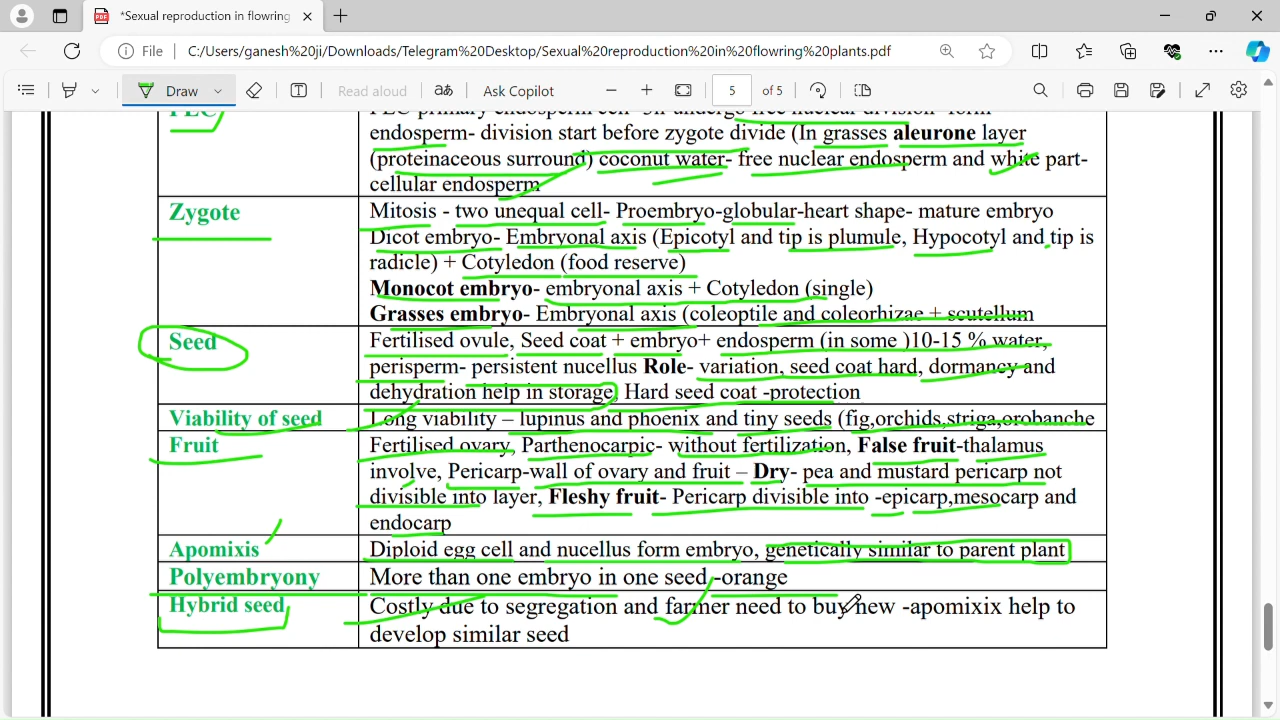 *Sexual reproduction in flowring
File C:/Users/ganesh%20ji/Downloads/Telegram%20Desktop/Sexual%20reproduction%20in%20flowring%20plants.pdf
Draw Read aloud aあ Ask Copilot 5 of 5
PEC
endosperm- division start before zygote divide (In grasses aleurone layer
(proteinaceous surround) coconut water- free nuclear endosperm and white part-
cellular endosperm
Zygote
Mitosis - two unequal cell- Proembryo-globular-heart shape- mature embryo
Dicot embryo- Embryonal axis (Epicotyl and tip is plumule, Hypocotyl and tip is
radicle) + Cotyledon (food reserve)
Monocot embryo- embryonal axis + Cotyledon (single)
Grasses embryo- Embryonal axis (coleoptile and coleorhizae + scutellum
Seed
Fertilised ovule, Seed coat + embryo+ endosperm (in some )10-15 % water,
perisperm- persistent nucellus Role- variation, seed coat hard, dormancy and
dehydration help in storage, Hard seed coat -protection
Viability of seed
Long viability – lupinus and phoenix and tiny seeds (fig,orchids,striga,orobanche
Fruit
Fertilised ovary, Parthenocarpic- without fertilization, False fruit-thalamus
involve, Pericarp-wall of ovary and fruit – Dry- pea and mustard pericarp not
divisible into layer, Fleshy fruit- Pericarp divisible into -epicarp,mesocarp and
endocarp
Apomixis
Diploid egg cell and nucellus form embryo, genetically similar to parent plant
Polyembryony
More than one embryo in one seed -orange
Hybrid seed
Costly due to segregation and farmer need to buy new -apomixix help to
develop similar seed